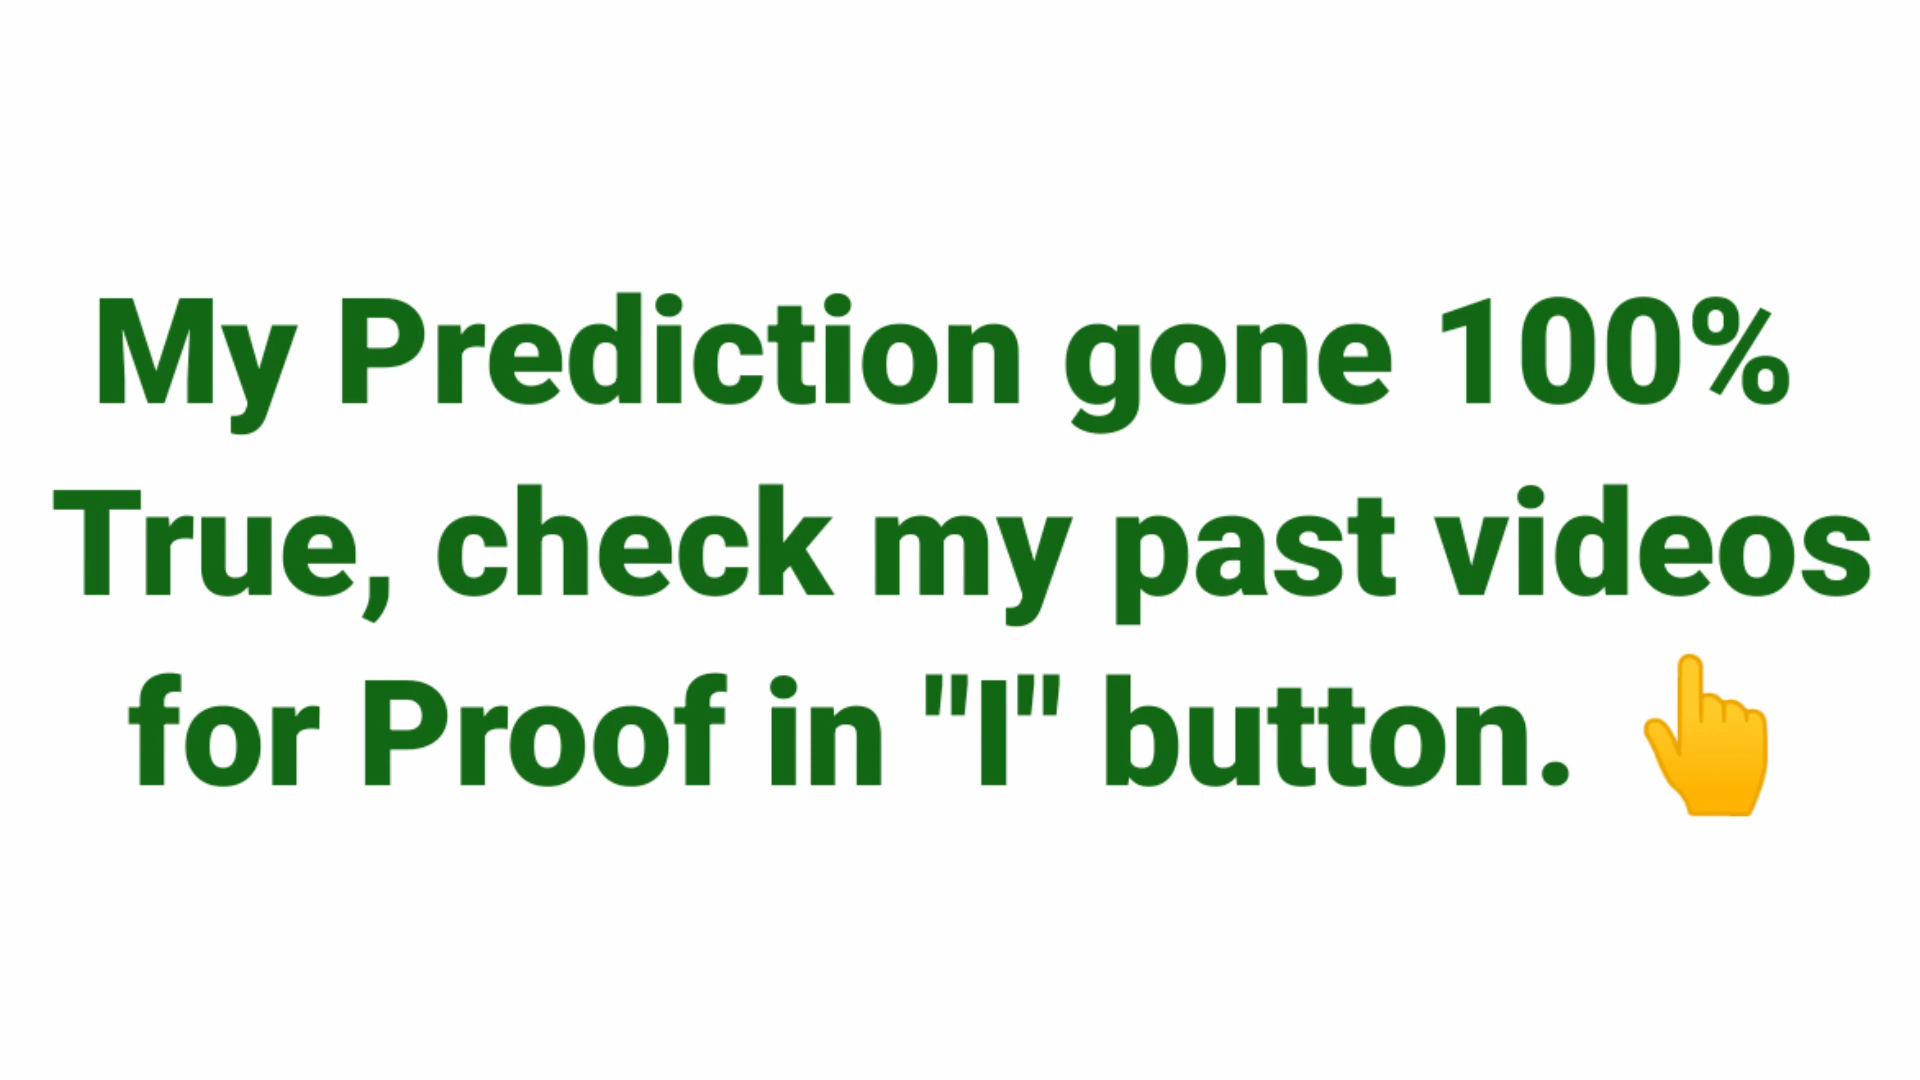 My Prediction gone 100%
True, check my past videos
for Proof in "I" button. 👆